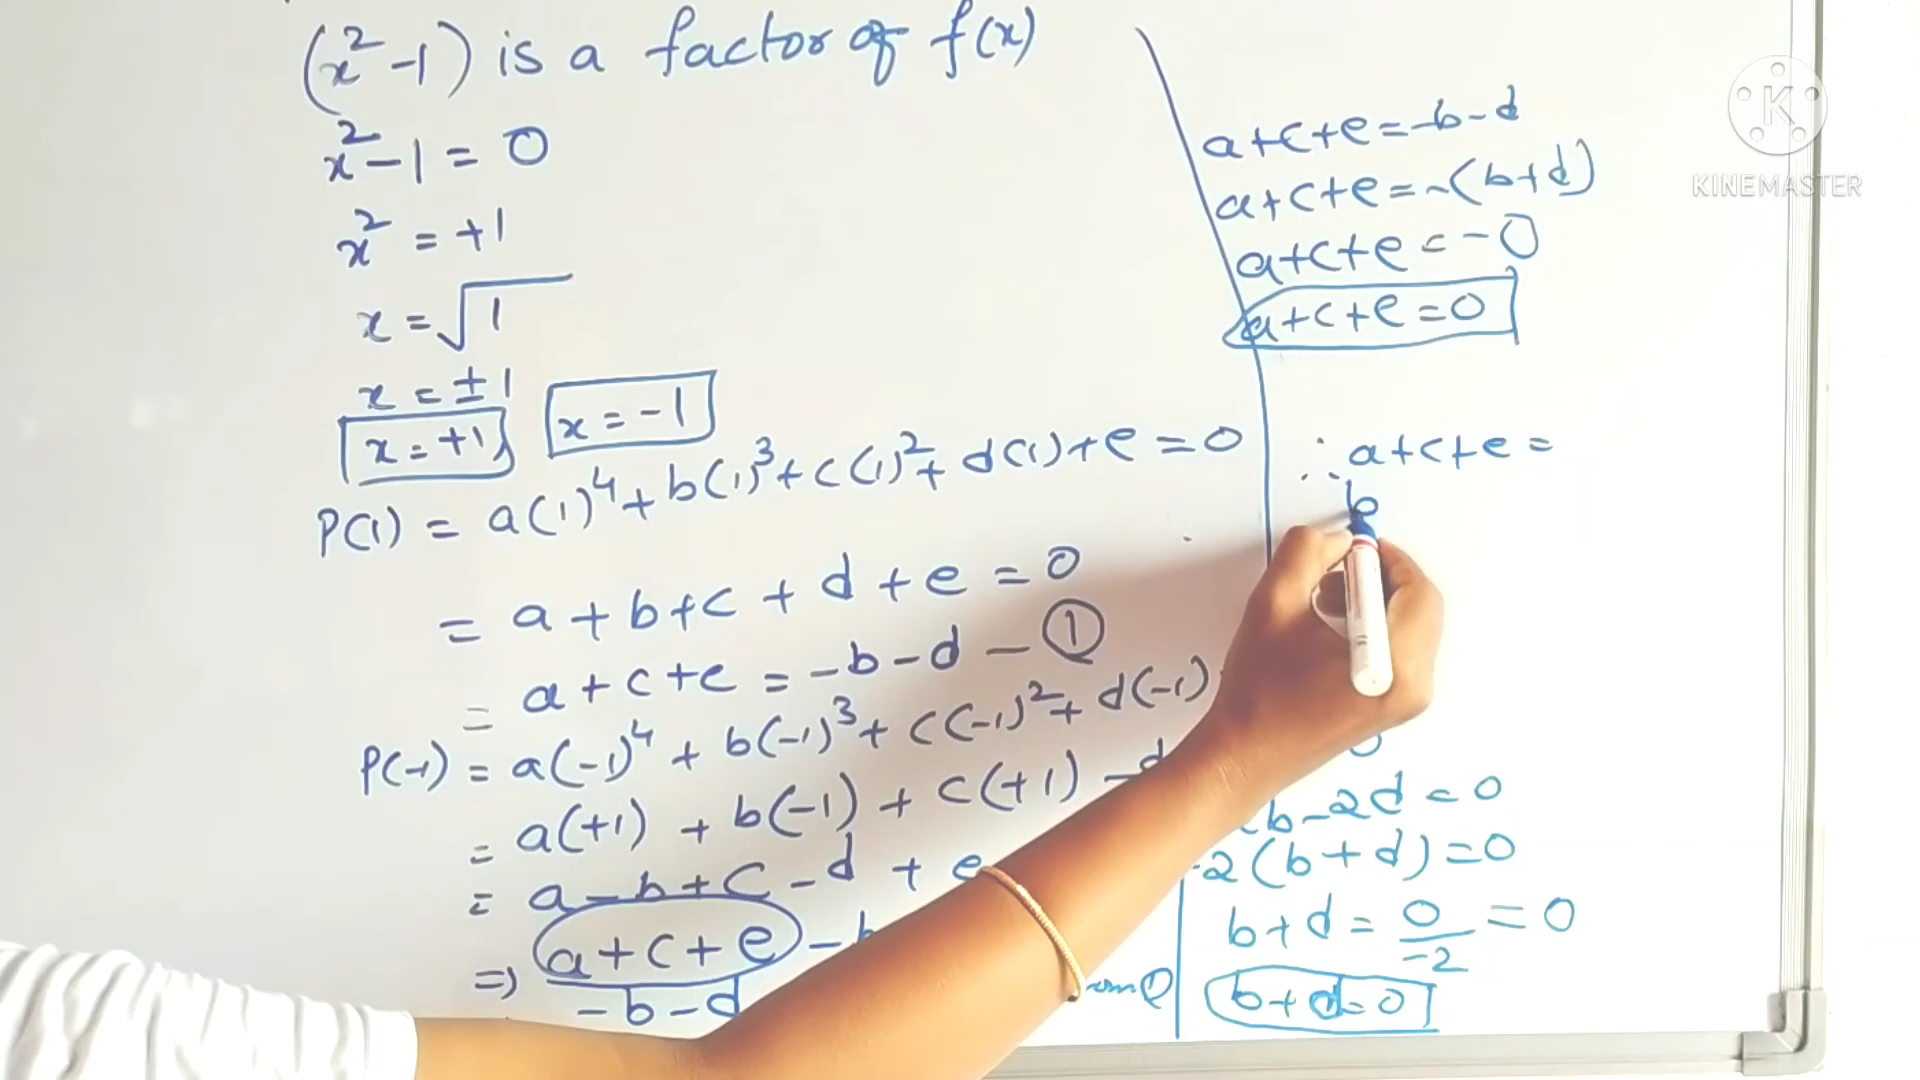 (x²-1) is a factor of f(x)
x²-1 = 0
x² = +1
x = √1
x = ±1
x = +1 x = -1
P(1) = a(1)⁴ + b(1)³ + c(1)² + d(1) + e = 0
= a + b + c + d + e = 0
= a + c + e = -b - d - ①
P(-1) = a(-1)⁴ + b(-1)³ + c(-1)² + d(-1)
= a(+1) + b(-1) + c(+1) - d
= a - b + c - d + e
=> a + c + e - b
-b - d
a+c+e = -b-d
a+c+e = -(b+d)
a+c+e = -0
a+c+e = 0
∴ a+c+e =
b
0
b-2d = 0
-2(b+d) = 0
b+d = 0/-2 = 0
b+d = 0
KINEMASTER